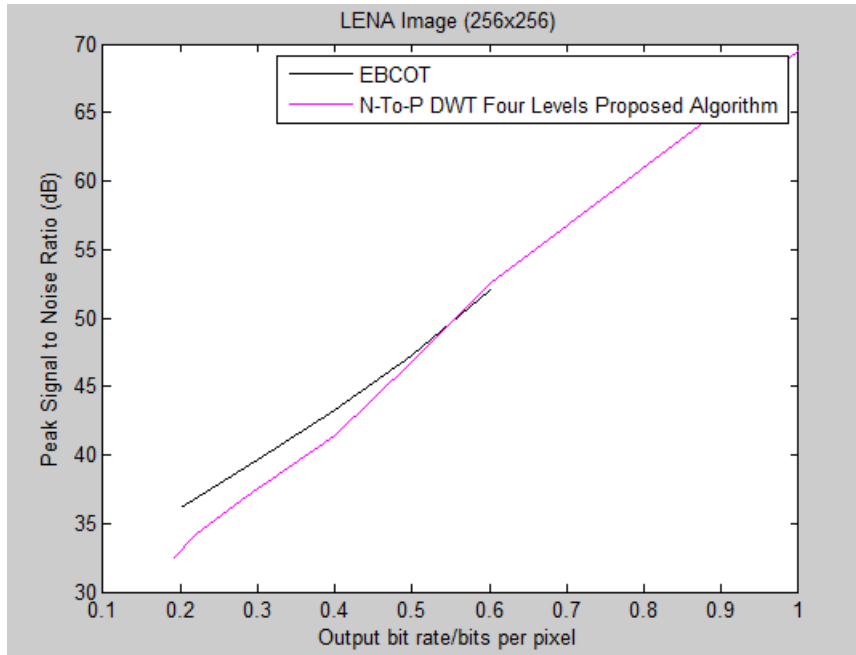 LENA Image (256x256)
EBCOT
N-To-P DWT Four Levels Proposed Algorithm
Peak Signal to Noise Ratio (dB)
70
65
60
55
50
45
40
35
30
0.1 0.2 0.3 0.4 0.5 0.6 0.7 0.8 0.9 1
Output bit rate/bits per pixel